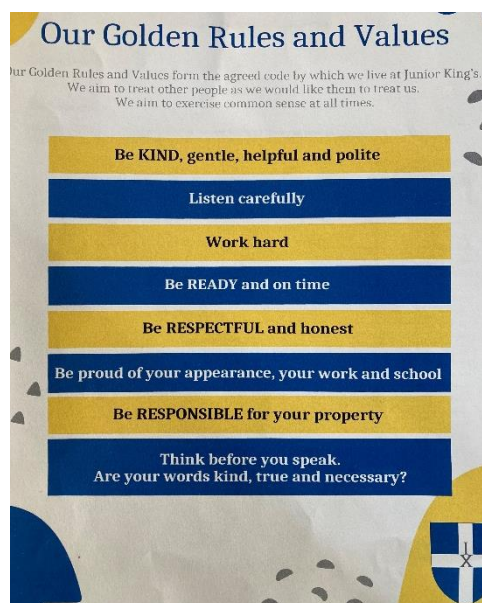 Our Golden Rules and Values
Our Golden Rules and Values form the agreed code by which we live at Junior King's.
We aim to treat other people as we would like them to treat us.
We aim to exercise common sense at all times.
Be KIND, gentle, helpful and polite
Listen carefully
Work hard
Be READY and on time
Be RESPECTFUL and honest
Be proud of your appearance, your work and school
Be RESPONSIBLE for your property
Think before you speak.
Are your words kind, true and necessary?